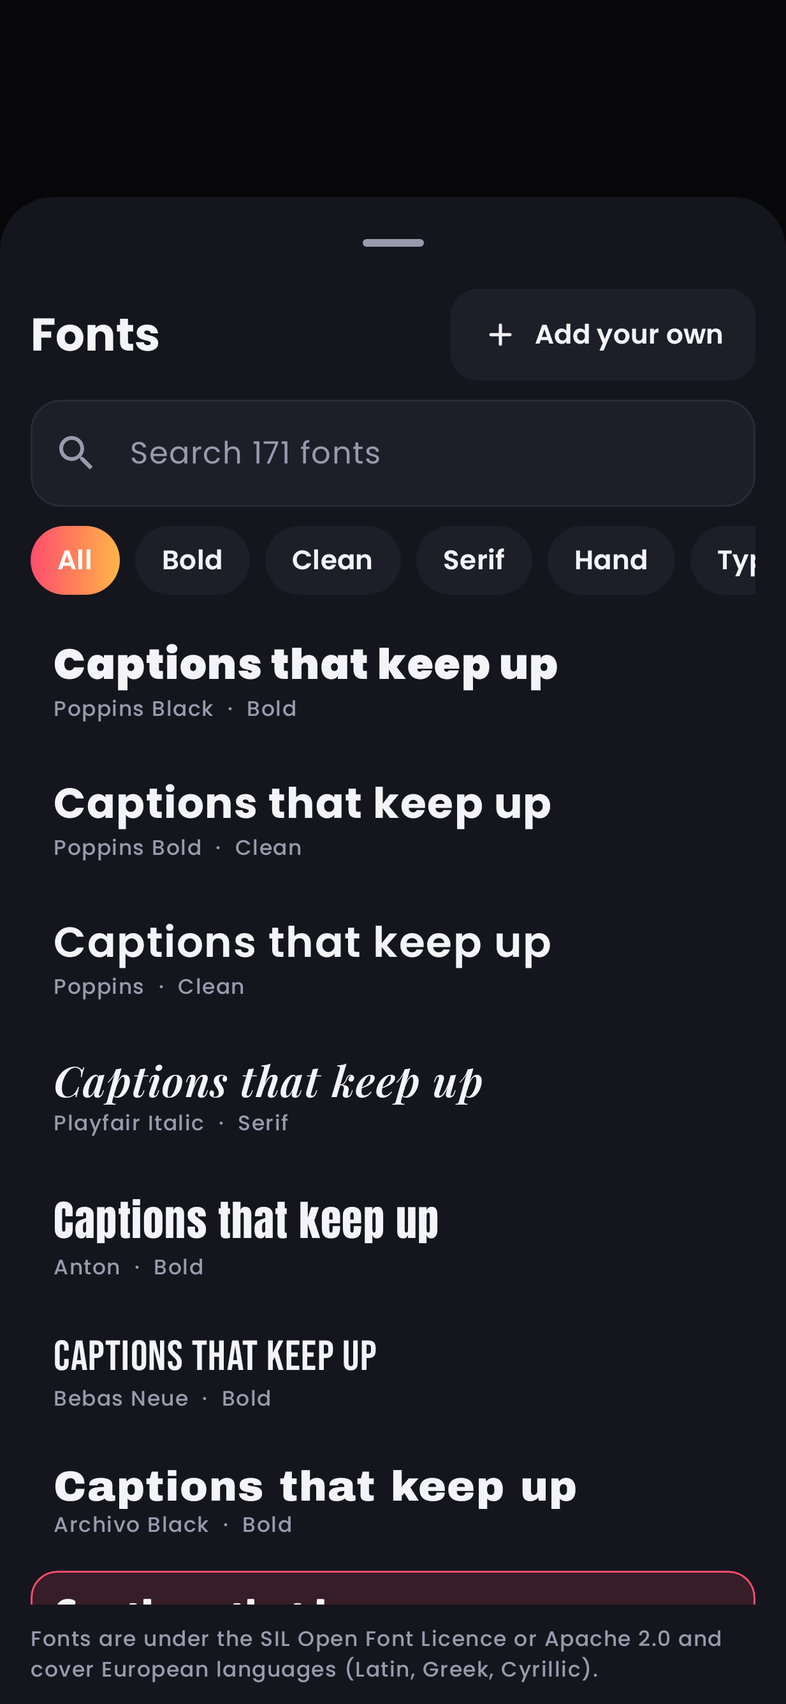 Fonts
+ Add your own
Search 171 fonts
All Bold Clean Serif Hand
Captions that keep up
Poppins Black · Bold
Captions that keep up
Poppins Bold · Clean
Captions that keep up
Poppins · Clean
Captions that keep up
Playfair Italic · Serif
Captions that keep up
Anton · Bold
CAPTIONS THAT KEEP UP
Bebas Neue · Bold
Captions that keep up
Archivo Black · Bold
Fonts are under the SIL Open Font Licence or Apache 2.0 and
cover European languages (Latin, Greek, Cyrillic).